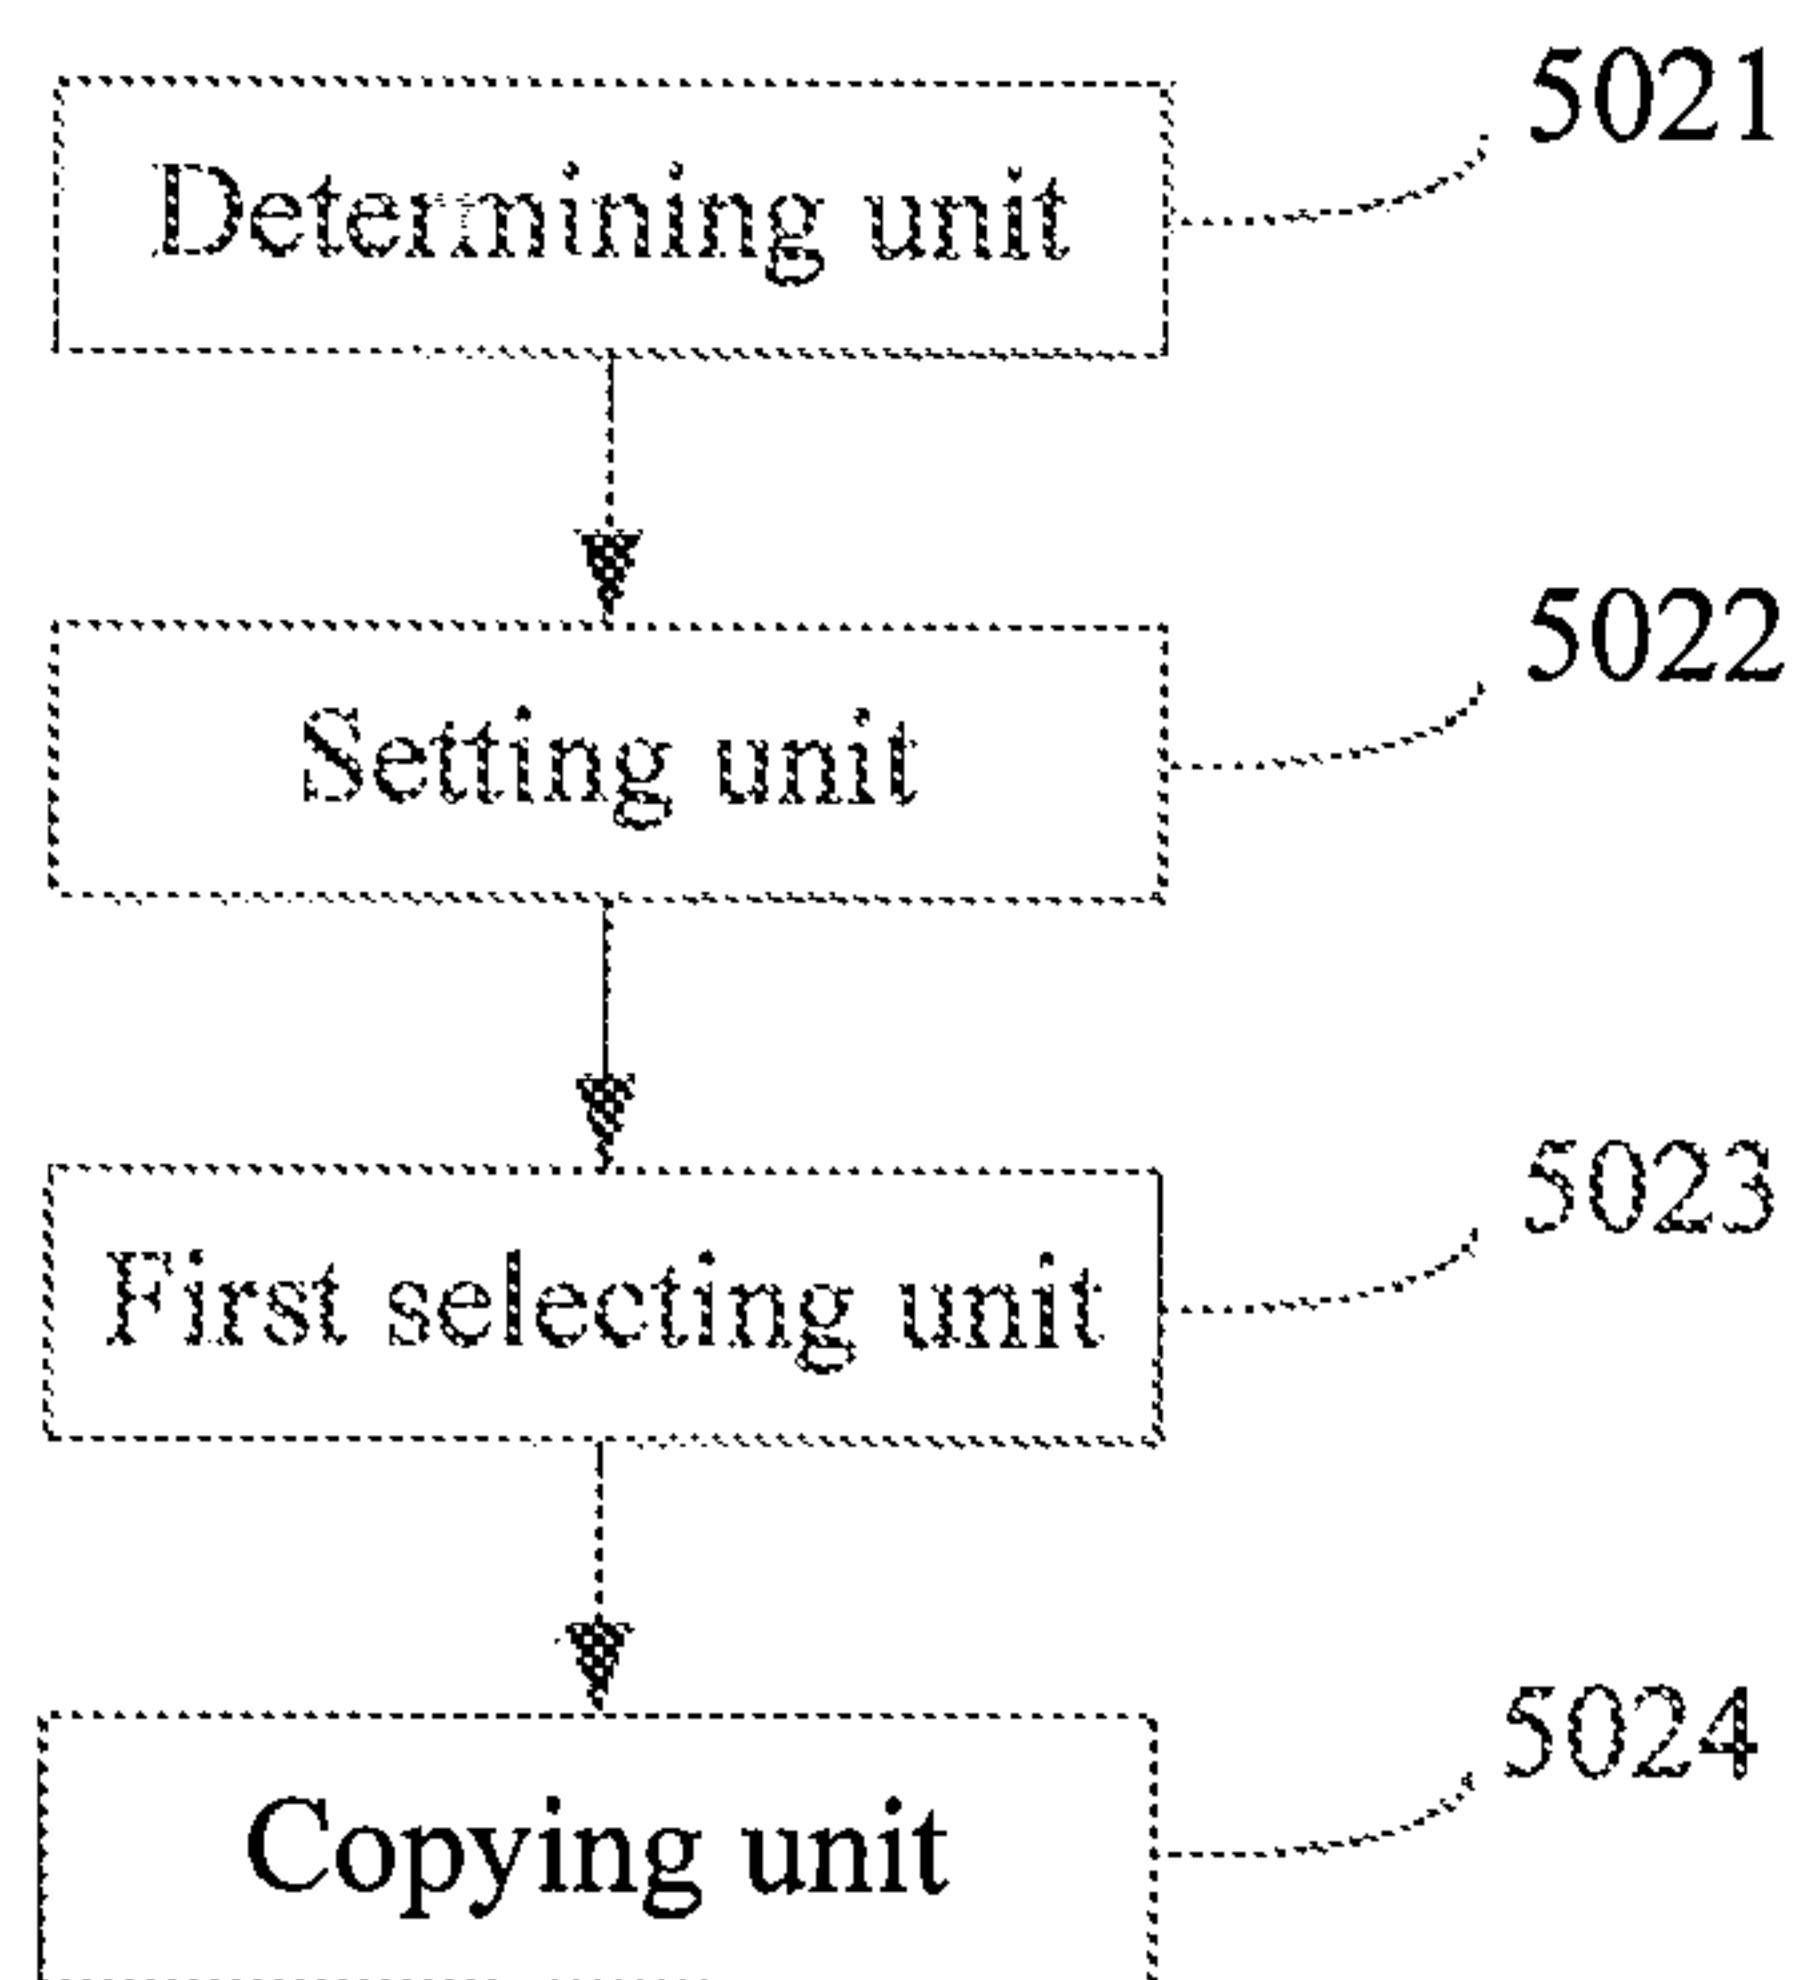 5021
Determining unit
5022
Setting unit
5023
First selecting unit
5024
Copying unit